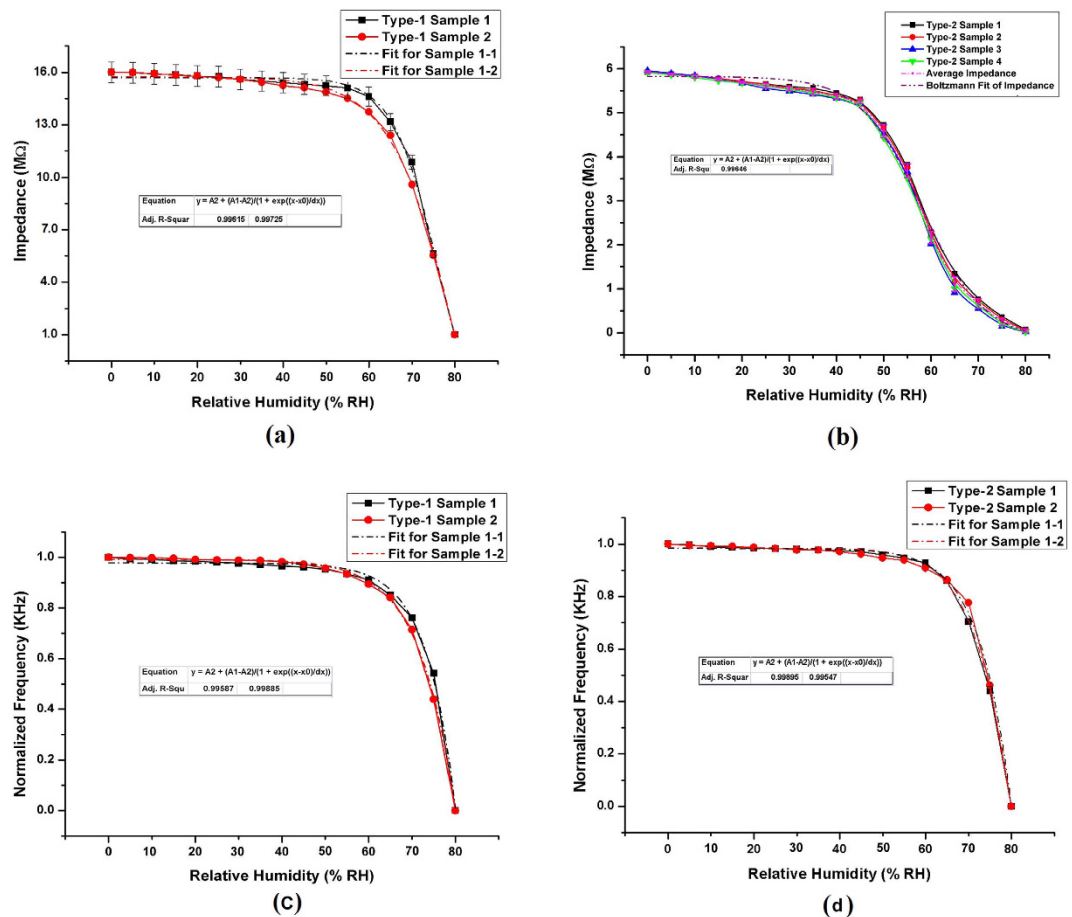 Type-1 Sample 1
Type-1 Sample 2
Fit for Sample 1-1
Fit for Sample 1-2
16.0
13.0
10.0
7.0
4.0
1.0
Impedance (MΩ)
Equation y = A2 + (A1-A2)/(1 + exp((x-x0)/dx))
Adj. R-Squar 0.99615 0.99725
0 10 20 30 40 50 60 70 80
Relative Humidity (% RH)
(a)
Type-2 Sample 1
Type-2 Sample 2
Type-2 Sample 3
Type-2 Sample 4
Average Impedance
Boltzmann Fit of Impedance
6
5
4
3
2
1
0
Impedance (MΩ)
Equation y = A2 + (A1-A2)/(1 + exp((x-x0)/dx)
Adj. R-Squ 0.99646
0 10 20 30 40 50 60 70 80
Relative Humidity (% RH)
(b)
Type-1 Sample 1
Type-1 Sample 2
Fit for Sample 1-1
Fit for Sample 1-2
1.0
0.8
0.6
0.4
0.2
0.0
Normalized Frequency (KHz)
Equation y = A2 + (A1-A2)/(1 + exp((x-x0)/dx))
Adj. R-Squ 0.99587 0.99885
0 10 20 30 40 50 60 70 80
Relative Humidity (% RH)
(c)
Type-2 Sample 1
Type-2 Sample 2
Fit for Sample 1-1
Fit for Sample 1-2
1.0
0.8
0.6
0.4
0.2
0.0
Normalized Frequency (KHz)
Equation y = A2 + (A1-A2)/(1 + exp((x-x0)/dx))
Adj. R-Squar 0.99895 0.99547
0 10 20 30 40 50 60 70 80
Relative Humidity (% RH)
(d)